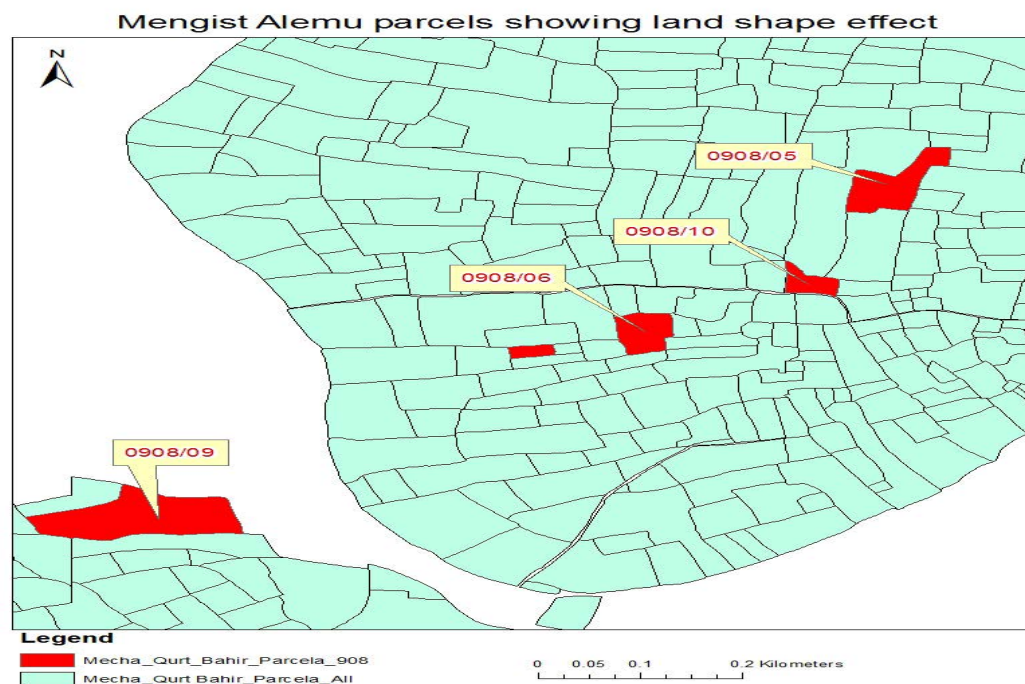 Mengist Alemu parcels showing land shape effect
N
0908/05
0908/10
0908/06
0908/09
Legend
Mecha_Qurt_Bahir_Parcela_908
Mecha_Qurt Bahir_Parcela_All
0 0.05 0.1 0.2 Kilometers